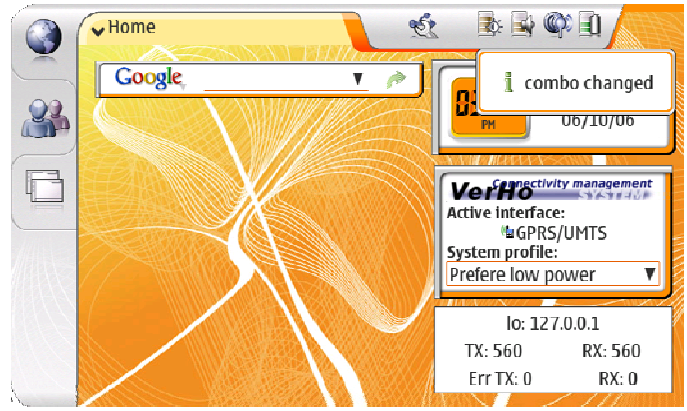 Home
Google
combo changed
PM
06/10/06
VerHo
Connectivity management
SYSTEM
Active interface:
GPRS/UMTS
System profile:
Prefere low power
lo: 127.0.0.1
TX: 560 RX: 560
Err TX: 0 RX: 0